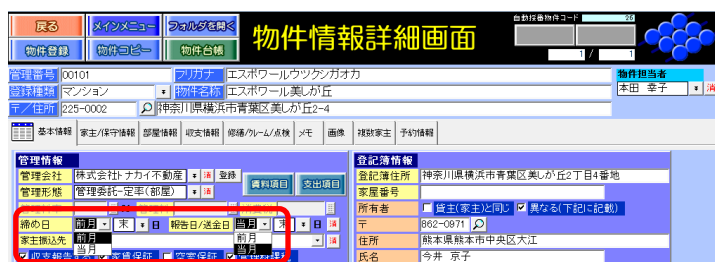 戻る メインメニュー フォルダを開く 物件情報詳細画面 自動採番物件コード 26
物件登録 物件コピー 物件台帳 1 / 1
管理番号 00101 フリガナ エスポワールウツクシガオカ 物件担当者
登録種類 マンション 物件名称 エスポワール美しが丘 本田 幸子 消
〒/住所 225-0002 神奈川県横浜市青葉区美しが丘2-4
基本情報 家主/保守情報 部屋情報 収支情報 修繕/クレーム/点検 メモ 画像 複数家主 予約情報
管理情報 登記簿情報
管理会社 株式会社トナカイ不動産 消 登録 賃料項目 支出項目 登記簿住所 神奈川県横浜市青葉区美しが丘2丁目4番地
管理形態 管理委託-定率(部屋) 消 家屋番号
所有者 貸主(家主)と同じ 異なる(下記に記載)
締め日 前月 末 日 報告日/送金日 当月 末 日 消 〒 862-0971
家主振込先 前月 当月 前月 当月 消 住所 熊本県熊本市中央区大江
家賃保証 空室保証 氏名 今井 京子